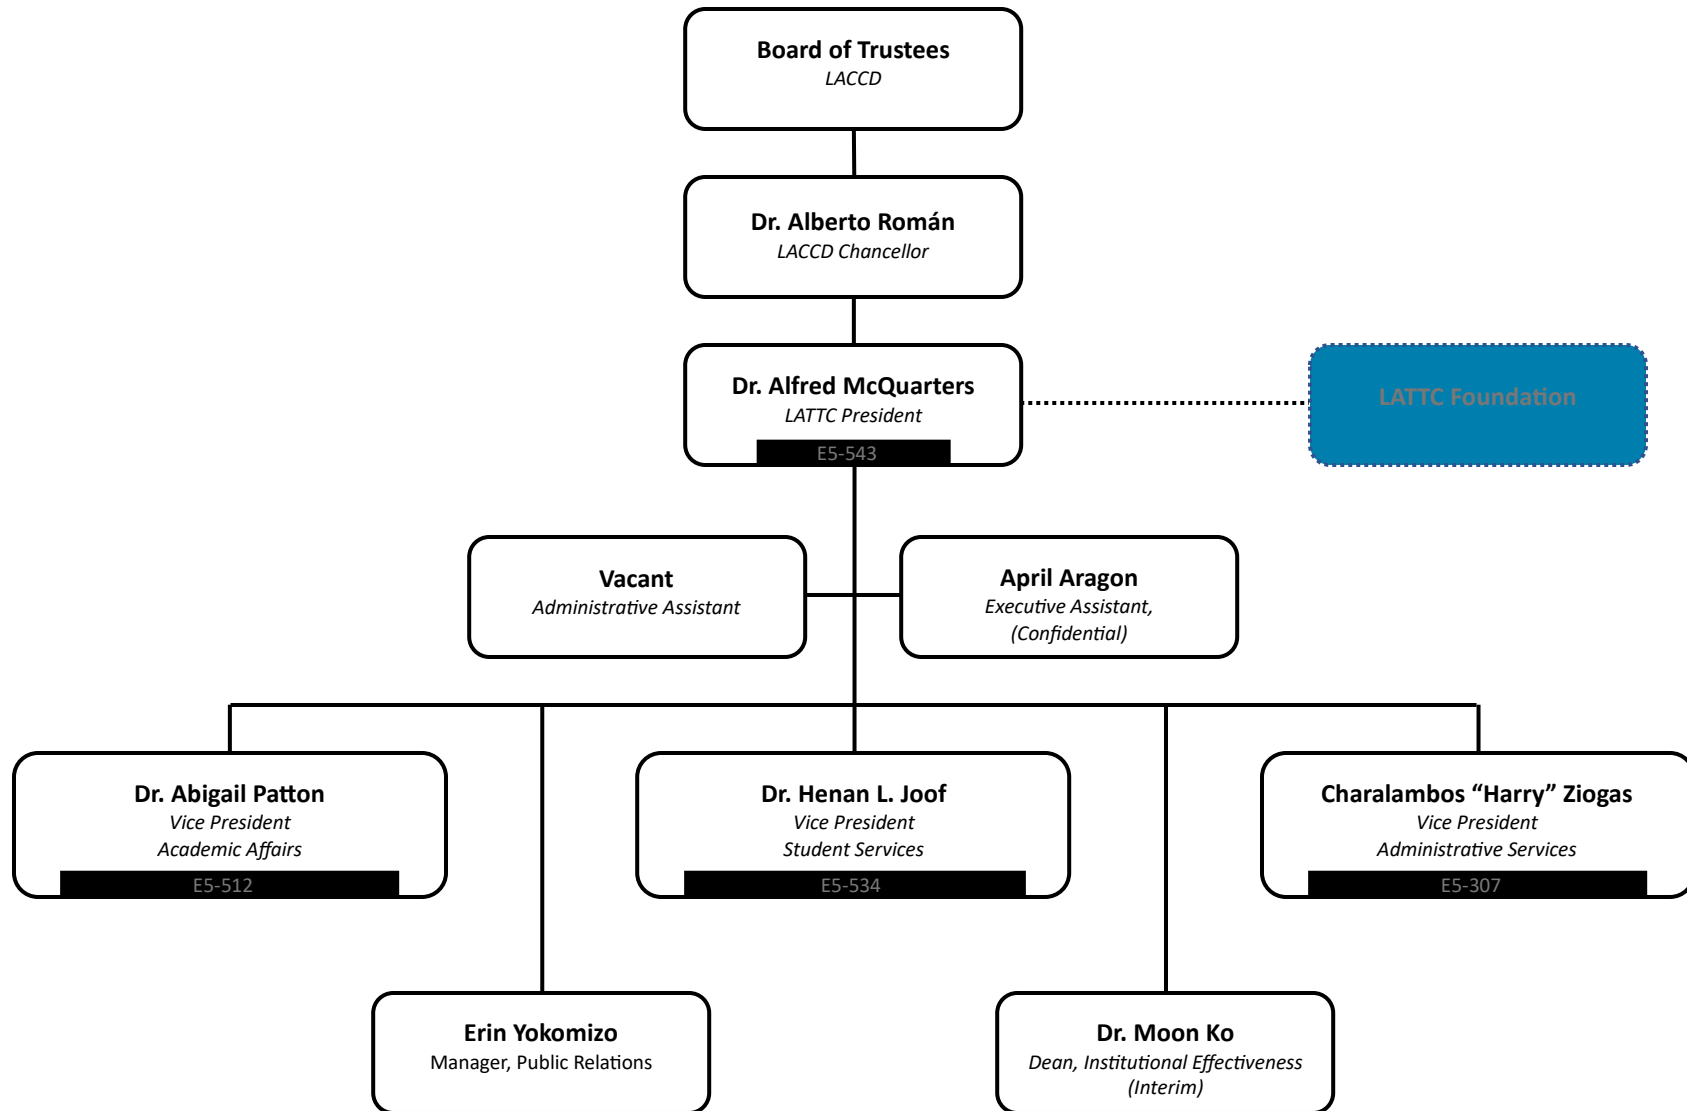 Board of Trustees
LACCD
Dr. Alberto Román
LACCD Chancellor
Dr. Alfred McQuarters
LATTC President
E5-543
LATTC Foundation
Vacant
Administrative Assistant
April Aragon
Executive Assistant,
(Confidential)
Dr. Abigail Patton
Vice President
Academic Affairs
E5-512
Dr. Henan L. Joof
Vice President
Student Services
E5-534
Charalambos “Harry” Ziogas
Vice President
Administrative Services
E5-307
Erin Yokomizo
Manager, Public Relations
Dr. Moon Ko
Dean, Institutional Effectiveness
(Interim)